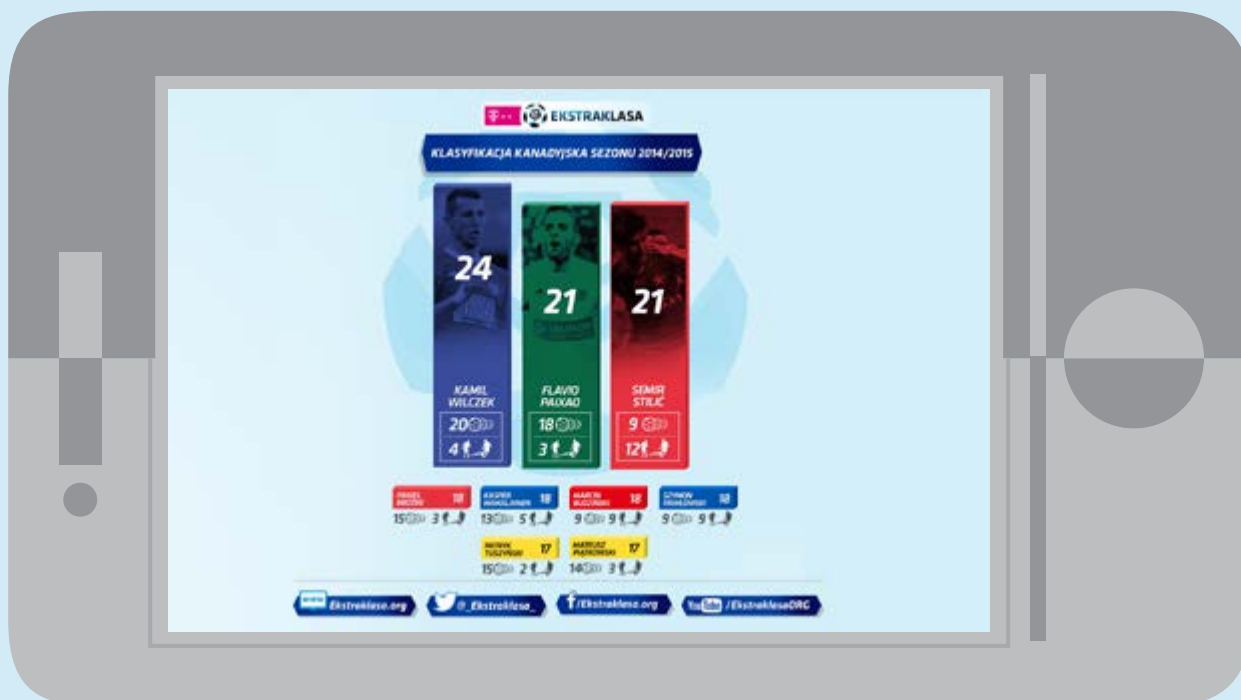 EKSTRAKLASA
KLASYFIKACJA KANADYJSKA SEZONU 2014/2015
24
21
21
KAMIL
WILCZEK
FLAVIO
PAIXAO
SEMIR
STILIĆ
20
18
9
4
3
12
18
18
18
18
15 3
13 5
9 9
9 9
17
17
15 2
14 3
Ekstraklasa.org
@_Ekstraklasa_
/Ekstraklasa.org
YouTube /EkstraklasaORG